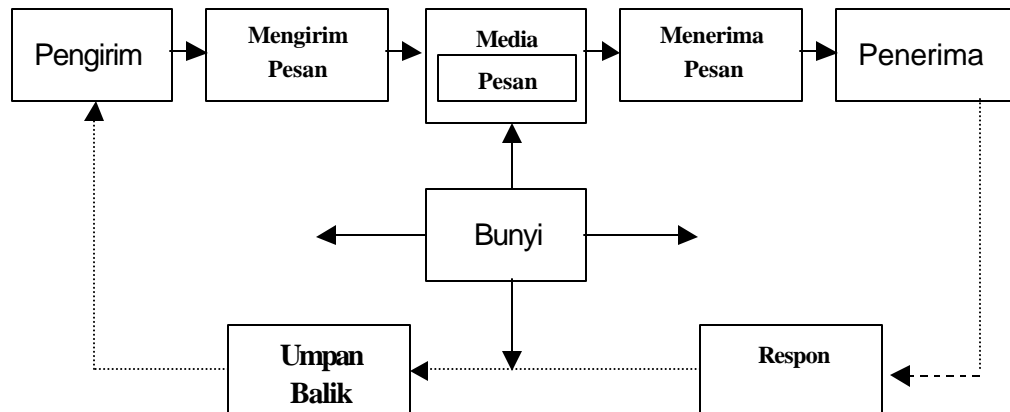 Pengirim
Mengirim
Pesan
Media
Pesan
Menerima
Pesan
Penerima
Bunyi
Umpan
Balik
Respon